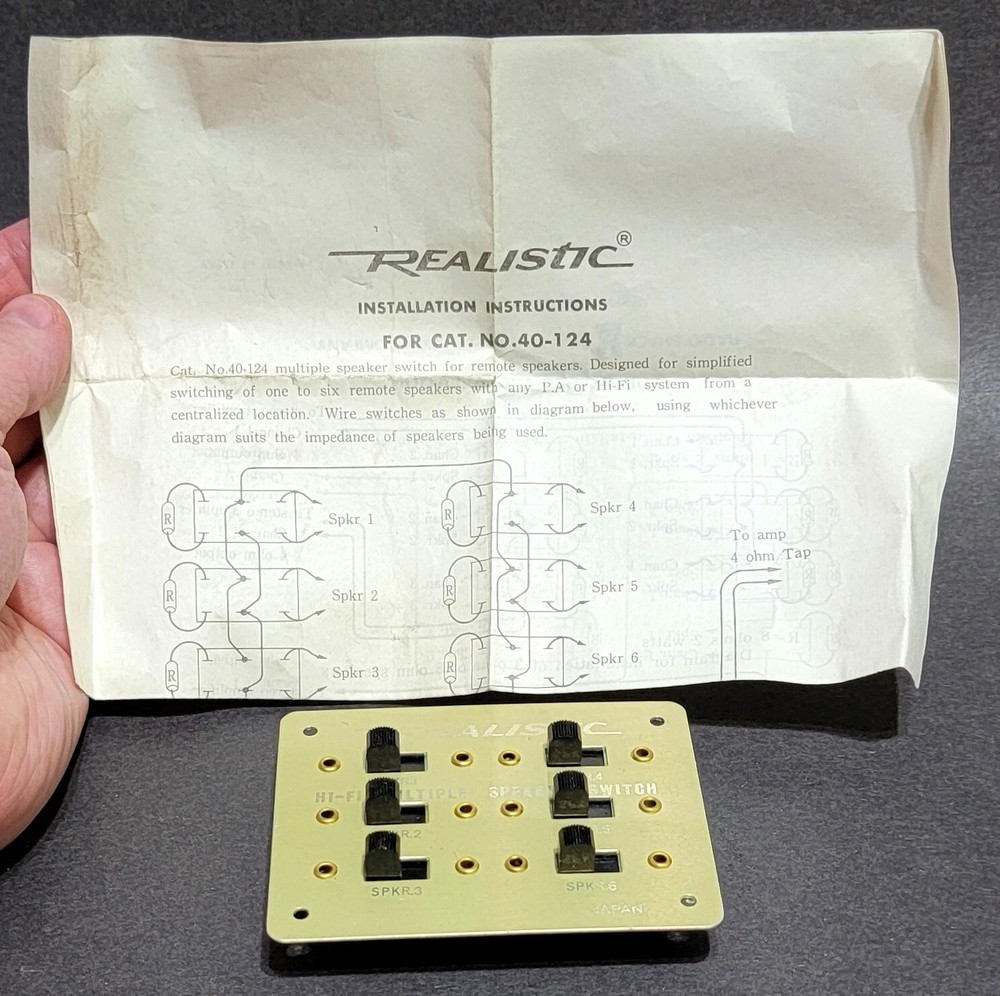 REALISTIC®
INSTALLATION INSTRUCTIONS
FOR CAT. NO.40-124
Cat. No.40-124 multiple speaker switch for remote speakers. Designed for simplified
switching of one to six remote speakers with any P.A or Hi-Fi system from a
centralized location. Wire switches as shown in diagram below, using whichever
diagram suits the impedance of speakers being used.
R
Spkr 1
R
Spkr 4
To amp
4 ohm Tap
R
Spkr 2
R
Spkr 5
R
Spkr 3
R
Spkr 6
ALISTIC
HI-FI MULTIPLE SPEAKER SWITCH
SPKR.3
JAPAN